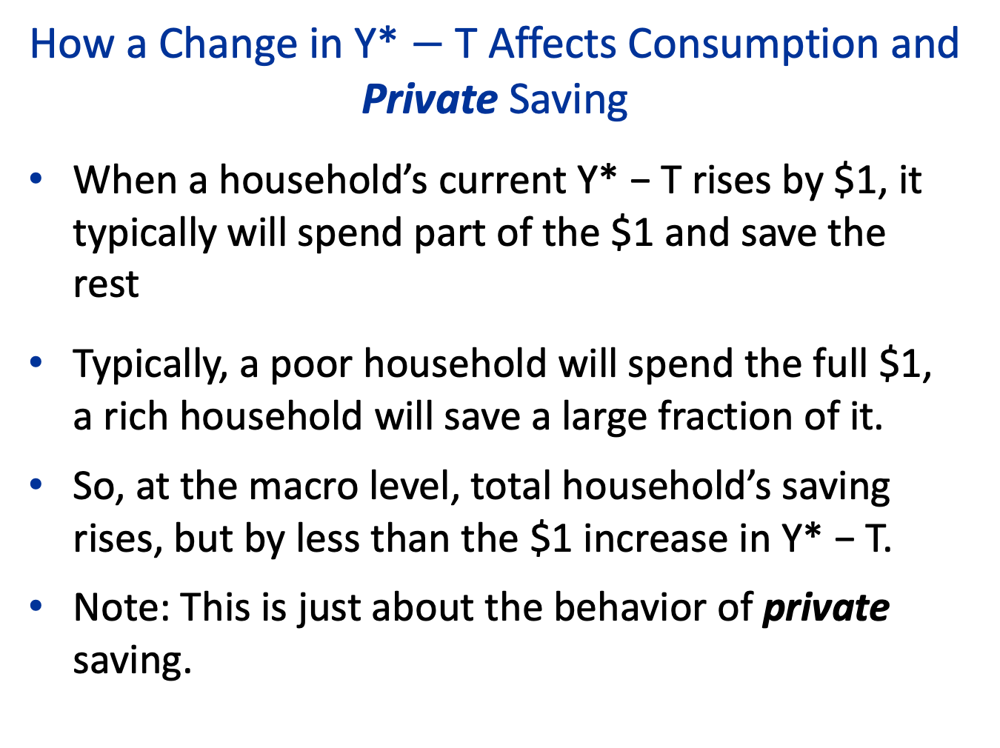 How a Change in Y* — T Affects Consumption and
Private Saving
• When a household’s current Y* – T rises by $1, it
typically will spend part of the $1 and save the
rest
• Typically, a poor household will spend the full $1,
a rich household will save a large fraction of it.
• So, at the macro level, total household’s saving
rises, but by less than the $1 increase in Y* – T.
• Note: This is just about the behavior of private
saving.